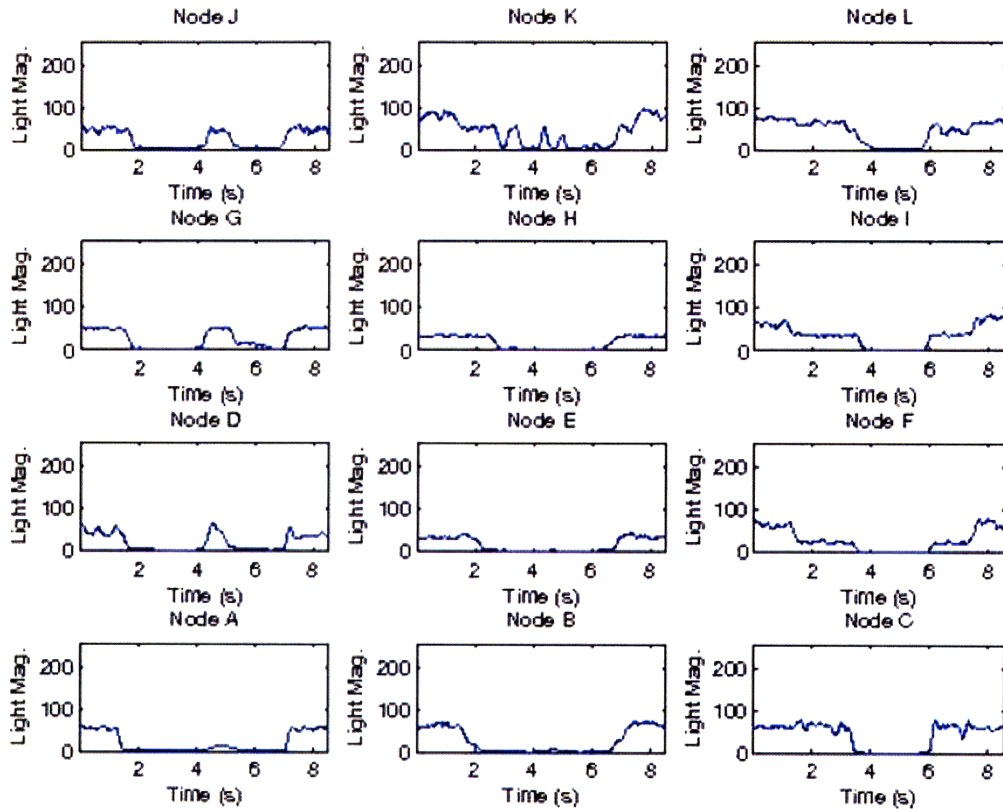 Node J Node K Node L
Light Mag. 200 100 0 Light Mag. 200 100 0 Light Mag. 200 100 0
2 4 6 8 2 4 6 8 2 4 6 8
Time (s) Time (s) Time (s)
Node G Node H Node I
Light Mag. 200 100 0 Light Mag. 200 100 0 Light Mag. 200 100 0
2 4 6 8 2 4 6 8 2 4 6 8
Time (s) Time (s) Time (s)
Node D Node E Node F
Light Mag. 200 100 0 Light Mag. 200 100 0 Light Mag. 200 100 0
2 4 6 8 2 4 6 8 2 4 6 8
Time (s) Time (s) Time (s)
Node A Node B Node C
Light Mag. 200 100 0 Light Mag. 200 100 0 Light Mag. 200 100 0
2 4 6 8 2 4 6 8 2 4 6 8
Time (s) Time (s) Time (s)